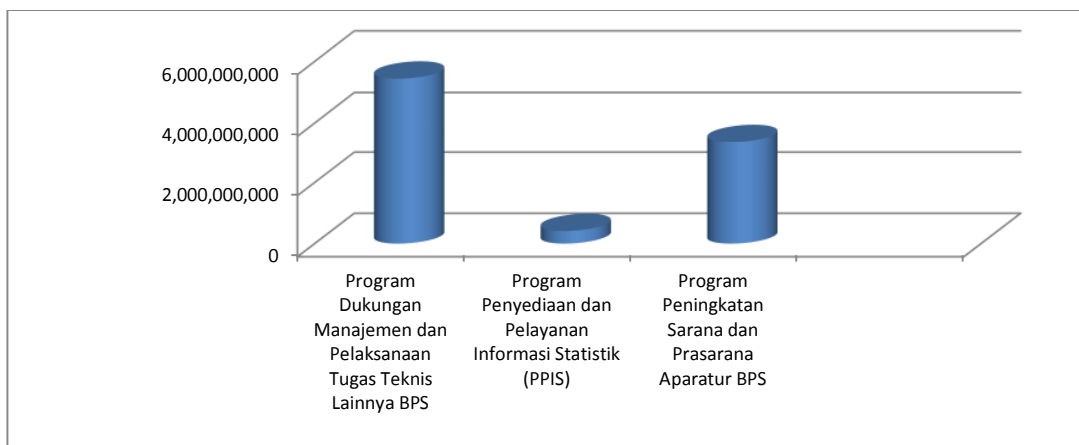 6,000,000,000
4,000,000,000
2,000,000,000
0
Program
Dukungan
Manajemen dan
Pelaksanaan
Tugas Teknis
Lainnya BPS
Program
Penyediaan dan
Pelayanan
Informasi Statistik
(PPIS)
Program
Peningkatan
Sarana dan
Prasarana
Aparatur BPS